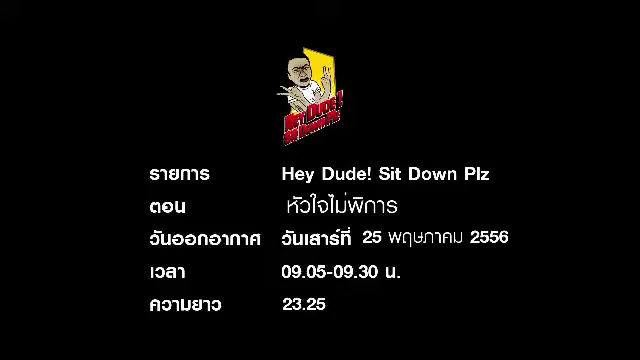 HEY DUDE!
Sit Down Plz
รายการ Hey Dude! Sit Down Plz
ตอน หัวใจไม่พิการ
วันออกอากาศ วันเสาร์ที่ 25 พฤษภาคม 2556
เวลา 09.05-09.30 น.
ความยาว 23.25